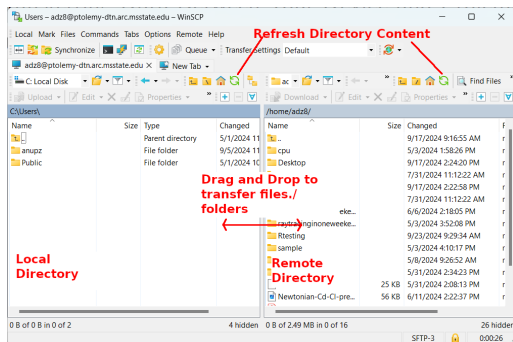 Users – adz8@ptolemy-dtn.arc.msstate.edu – WinSCP
Refresh Directory Content
Local Mark Files Commands Tabs Options Remote Help
Synchronize Queue Transfer Settings Default
adz8@ptolemy-dtn.arc.msstate.edu New Tab
C: Local Disk ac Find Files
Upload Edit Properties Download Edit Properties
C:\Users\ /home/adz8/
Name Size Type Changed Name Size Changed
.. Parent directory 5/1/2024 11 .. 9/17/2024 9:16:55 AM
anupz File folder 9/5/2024 11 cpu 5/3/2024 1:58:26 PM
Public File folder 5/1/2024 10 Desktop 9/17/2024 2:24:20 PM
7/31/2024 11:12:22 AM
9/17/2024 2:22:58 PM
7/31/2024 11:12:22 AM
eke... 6/6/2024 2:18:05 PM
raytracinginoneweeke... 5/3/2024 3:52:08 PM
Rtesting 9/23/2024 9:29:34 AM
sample 5/3/2024 4:10:17 PM
5/8/2024 9:26:52 AM
5/31/2024 2:34:23 PM
25 KB 5/31/2024 2:08:13 PM
Newtonian-Cd-Cl-pre... 56 KB 6/11/2024 2:22:37 PM
Drag and Drop to
transfer files./
folders
Local
Directory
Remote
Directory
0 B of 0 B in 0 of 2 4 hidden 0 B of 2.49 MB in 0 of 16 26 hidden
SFTP-3 0:00:26